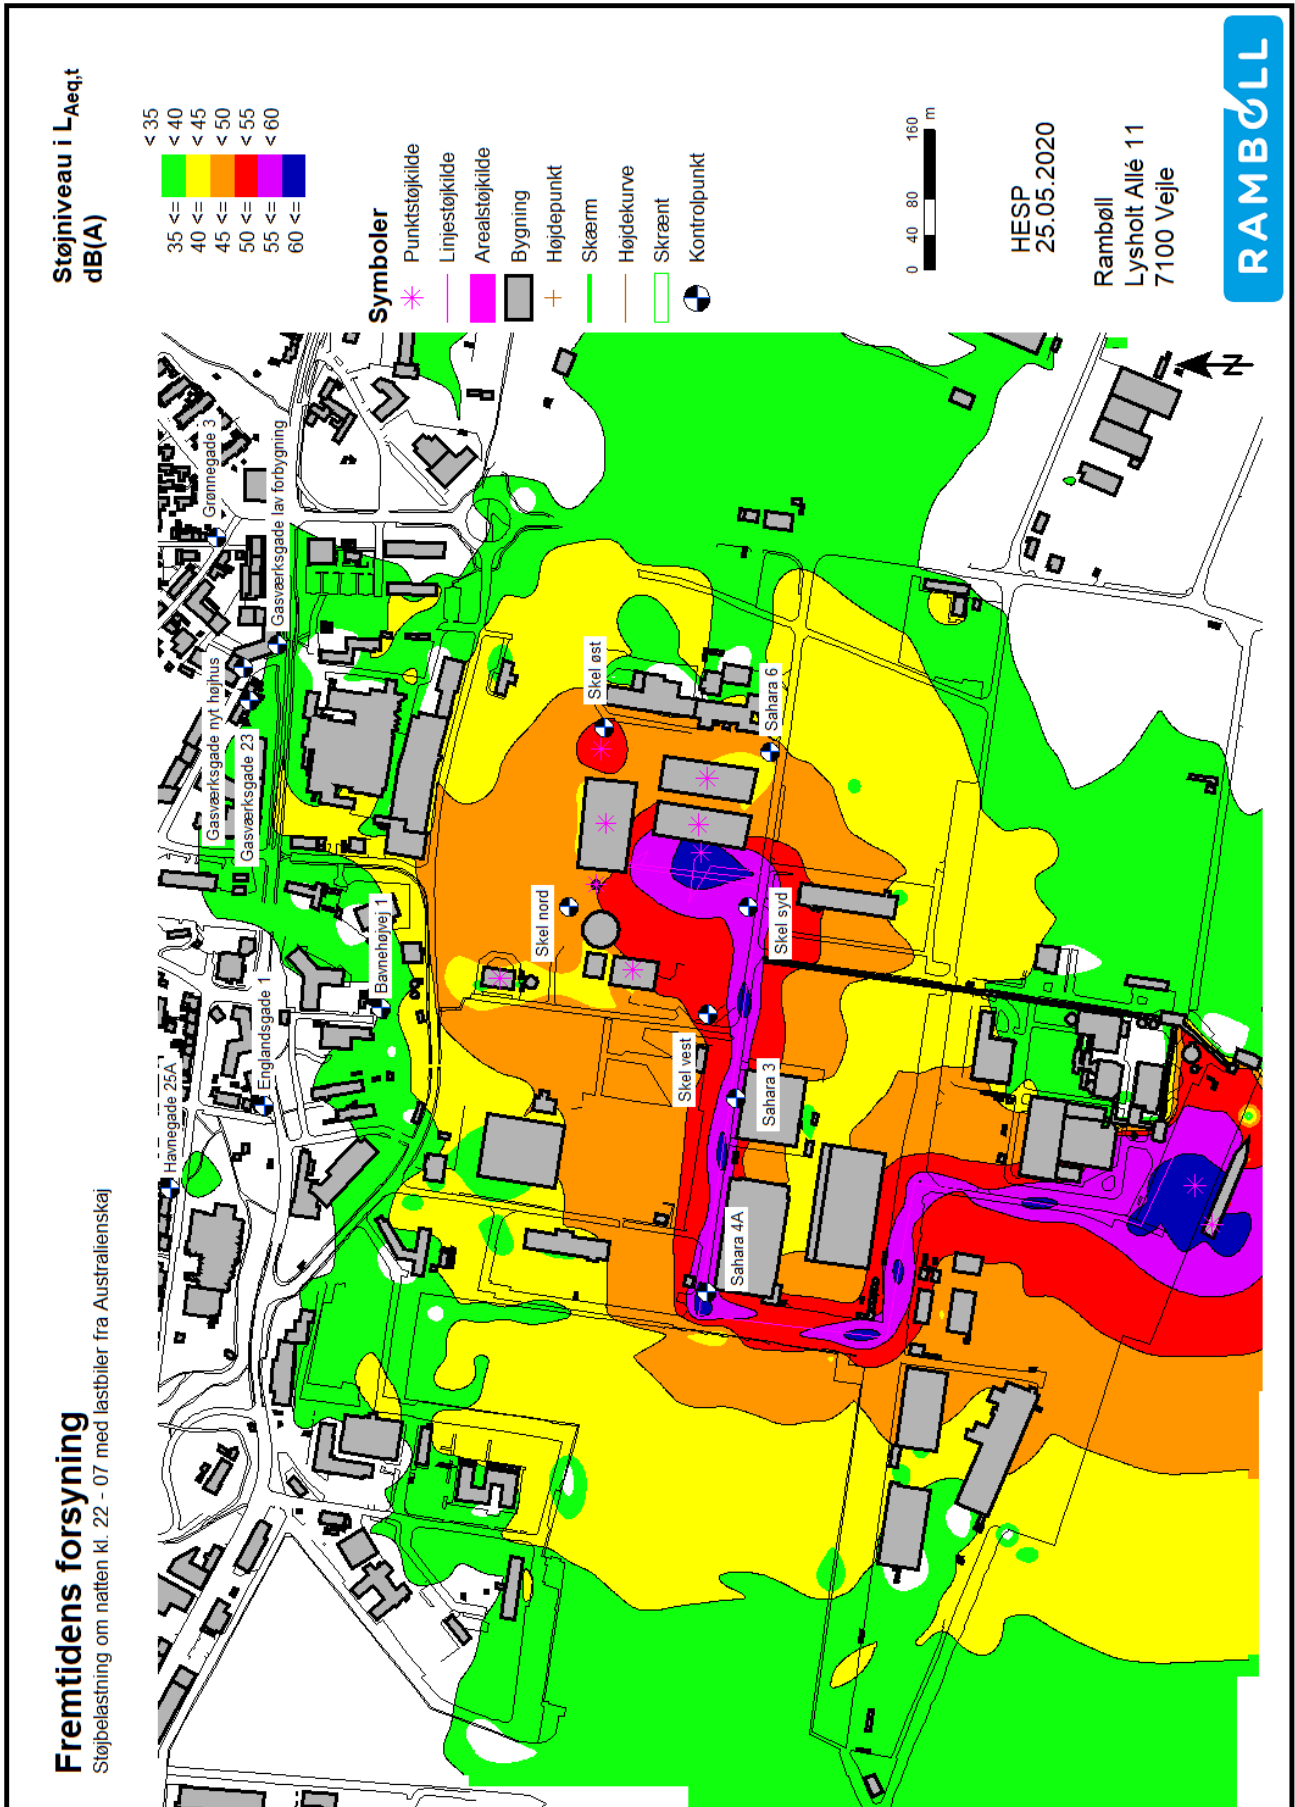 Fremtidens forsyning
Støjbelastning om natten kl. 22 - 07 med lastbiler fra Australienskaj
Støjniveau i LAeq,t
dB(A)
< 35
35 <= < 40
40 <= < 45
45 <= < 50
50 <= < 55
55 <= < 60
60 <=
Symboler
Punktstøjkilde
Linjestøjkilde
Arealstøjkilde
Bygning
Højdepunkt
Skærm
Højdekurve
Skrænt
Kontrolpunkt
0 40 80 160
m
HESP
25.05.2020
Rambøll
Lysholt Allé 11
7100 Vejle
RAMBOLL
Havnegade 25A
Englandsgade 1
Bavnehøjvej 1
Gasværksgade 23
Gasværksgade nyt højhus
Gasværksgade lav forbygning
Grønnegade 3
Skel nord
Skel øst
Sahara 6
Skel syd
Skel vest
Sahara 3
Sahara 4A
N